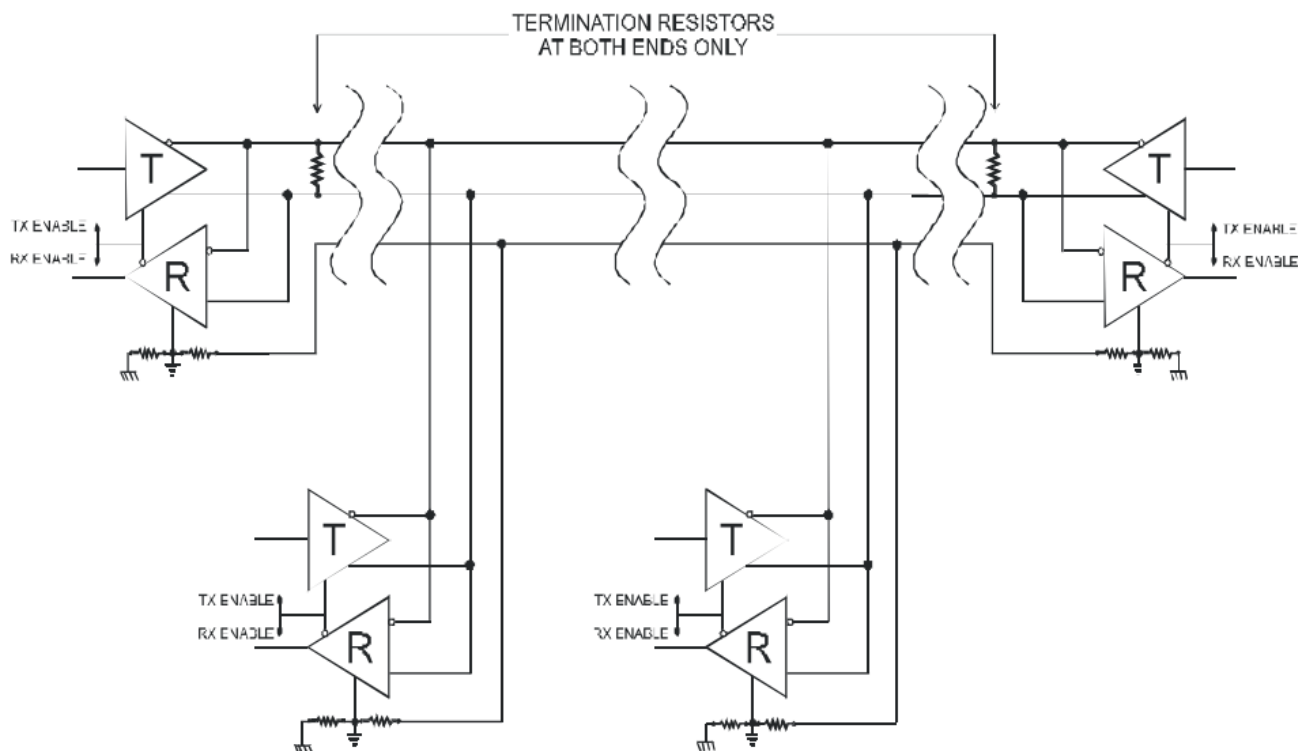 TERMINATION RESISTORS
AT BOTH ENDS ONLY
T
T
TX ENABLE
RX ENABLE
TX ENABLE
RX ENABLE
R
R
T
T
TX ENABLE
RX ENABLE
TX ENABLE
RX ENABLE
R
R